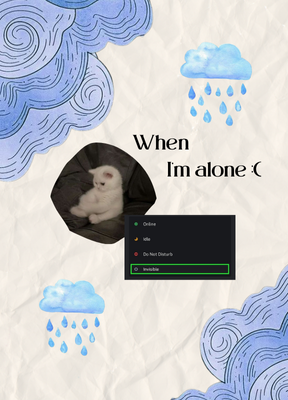 When
I'm alone :(
Online
Idle
Do Not Disturb
Invisible